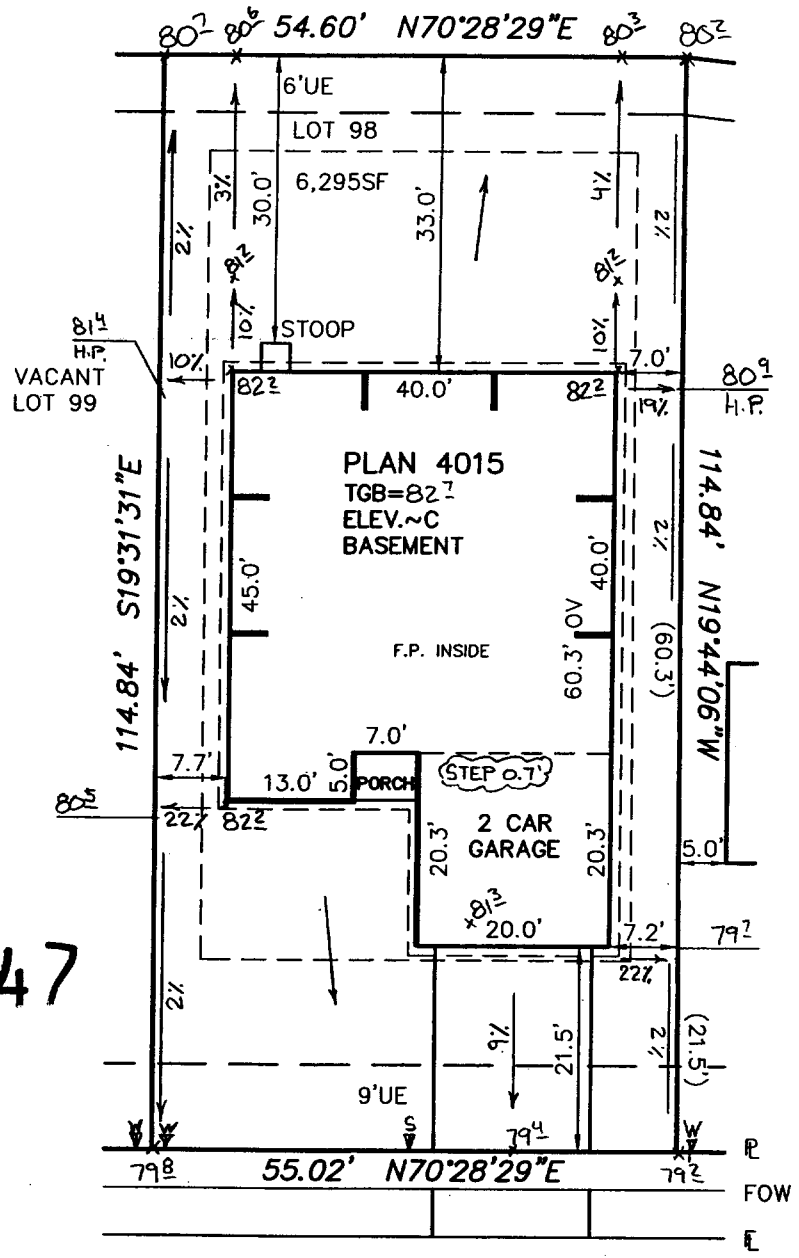 80⁷ 80⁶ 54.60' N70°28'29"E 80³ 80²
6'UE
LOT 98
6,295SF
3% 4%
2% 2%
30.0' 33.0'
81² 81²
81⁴
H.P.
10% 10% STOOP 10% 7.0' 80⁹
H.P.
VACANT
LOT 99
82² 40.0' 82² 19%
PLAN 4015
TGB=82⁷
ELEV.~C
BASEMENT
114.84' S19°31'31"E
2% 45.0' 40.0' 2%
114.84' N19°44'06"W
F.P. INSIDE
60.3' OV (60.3')
7.7' 7.0'
13.0' 5.0' PORCH STEP 0.7'
80⁵ 22% 82²
2 CAR
GARAGE
20.3' 20.3' 5.0'
81³
20.0' 7.2' 79⁷
47
22%
2% 9% 21.5' 2% (21.5')
9'UE
W W S 79⁴ W PL
79⁸ 55.02' N70°28'29"E 79²
FOW
EL